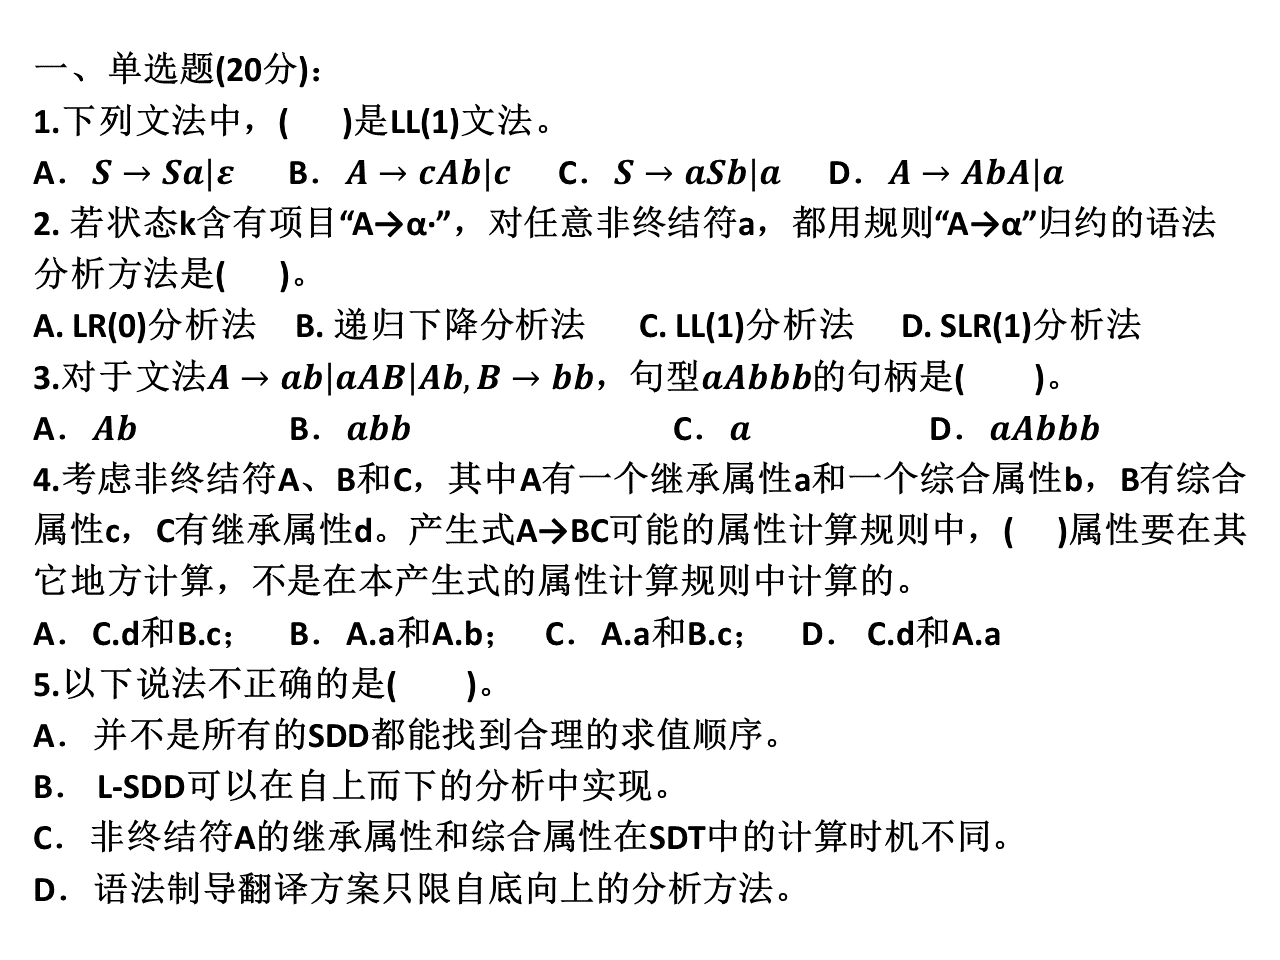 一、单选题(20分)：
1.下列文法中，(      )是LL(1)文法。
A．S → Sa|ε      B．A → cAb|c      C．S → aSb|a      D．A → AbA|a
2. 若状态k含有项目“A→α·”，对任意非终结符a，都用规则“A→α”归约的语法
分析方法是(      )。
A. LR(0)分析法    B. 递归下降分析法      C. LL(1)分析法     D. SLR(1)分析法
3.对于文法A → ab|aAB|Ab, B → bb，句型aAbbb的句柄是(        )。
A．Ab      B．abb      C．a      D．aAbbb
4.考虑非终结符A、B和C，其中A有一个继承属性a和一个综合属性b，B有综合
属性c，C有继承属性d。产生式A→BC可能的属性计算规则中，(     )属性要在其
它地方计算，不是在本产生式的属性计算规则中计算的。
A．C.d和B.c；    B．A.a和A.b；    C．A.a和B.c；    D． C.d和A.a
5.以下说法不正确的是(        )。
A．并不是所有的SDD都能找到合理的求值顺序。
B． L-SDD可以在自上而下的分析中实现。
C．非终结符A的继承属性和综合属性在SDT中的计算时机不同。
D．语法制导翻译方案只限自底向上的分析方法。